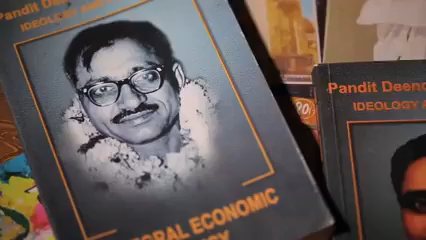 Pandit Deen
IDEOLOGY AN
GRAL ECONOMIC
Pandit Deend
IDEOLOGY A